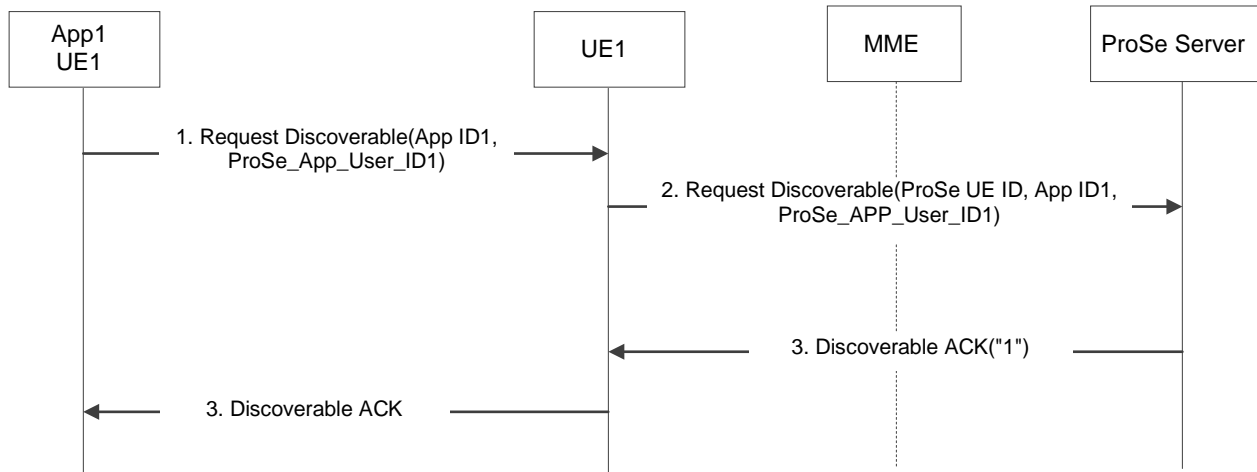 App1
UE1
UE1
MME
ProSe Server
1. Request Discoverable(App ID1,
ProSe_App_User_ID1)
2. Request Discoverable(ProSe UE ID, App ID1,
ProSe_APP_User_ID1)
3. Discoverable ACK("1")
3. Discoverable ACK